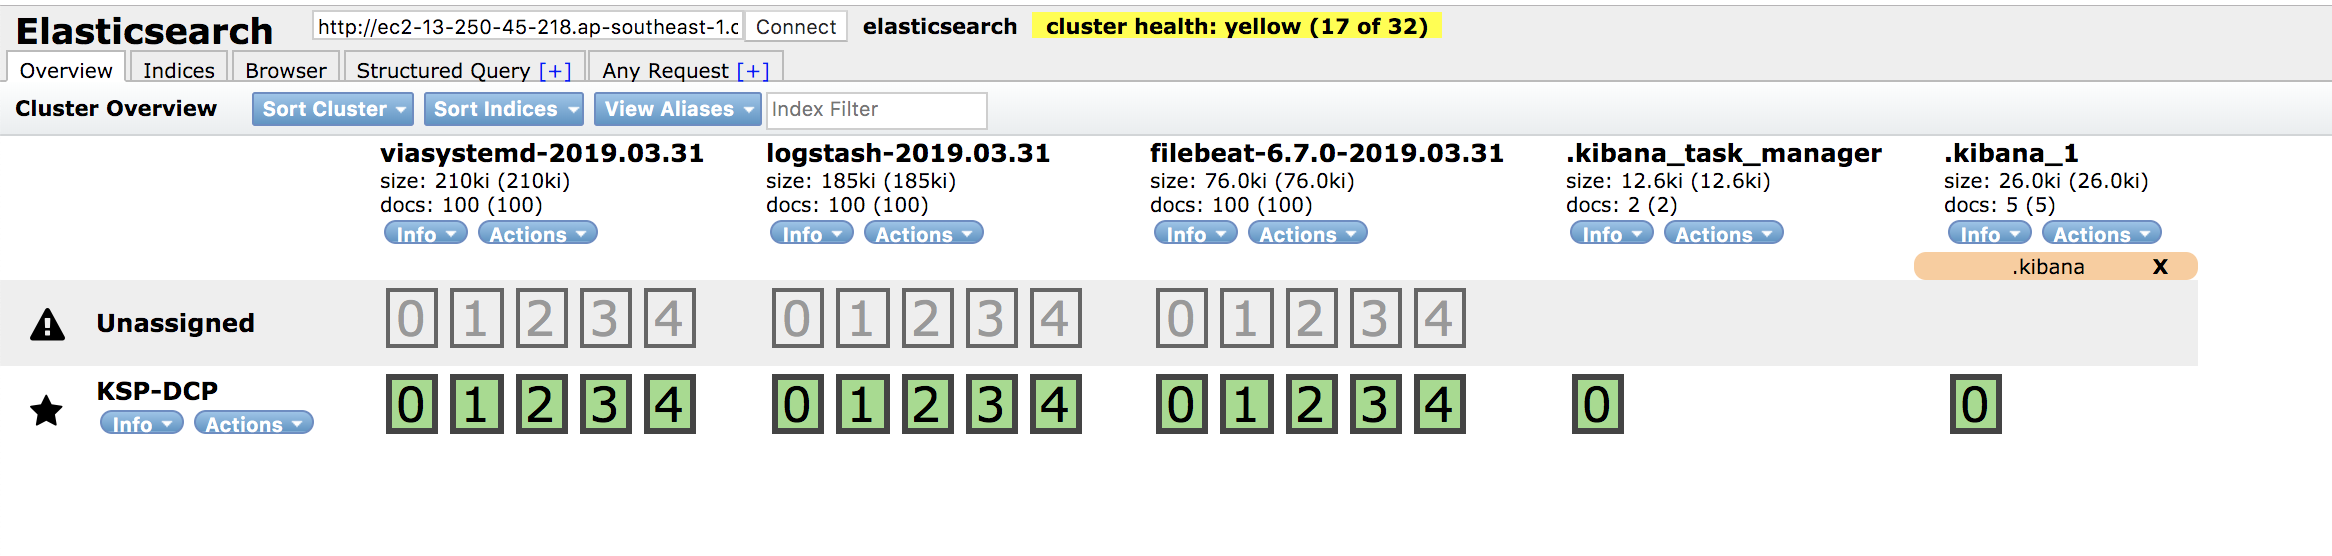 Elasticsearch http://ec2-13-250-45-218.ap-southeast-1.c Connect elasticsearch cluster health: yellow (17 of 32)
Overview Indices Browser Structured Query [+] Any Request [+]
Cluster Overview Sort Cluster Sort Indices View Aliases Index Filter
viasystemd-2019.03.31 logstash-2019.03.31 filebeat-6.7.0-2019.03.31 .kibana_task_manager .kibana_1
size: 210ki (210ki) size: 185ki (185ki) size: 76.0ki (76.0ki) size: 12.6ki (12.6ki) size: 26.0ki (26.0ki)
docs: 100 (100) docs: 100 (100) docs: 100 (100) docs: 2 (2) docs: 5 (5)
Info Actions Info Actions Info Actions Info Actions Info Actions
.kibana X
Unassigned 0 1 2 3 4 0 1 2 3 4 0 1 2 3 4
KSP-DCP 0 1 2 3 4 0 1 2 3 4 0 1 2 3 4 0 0
Info Actions